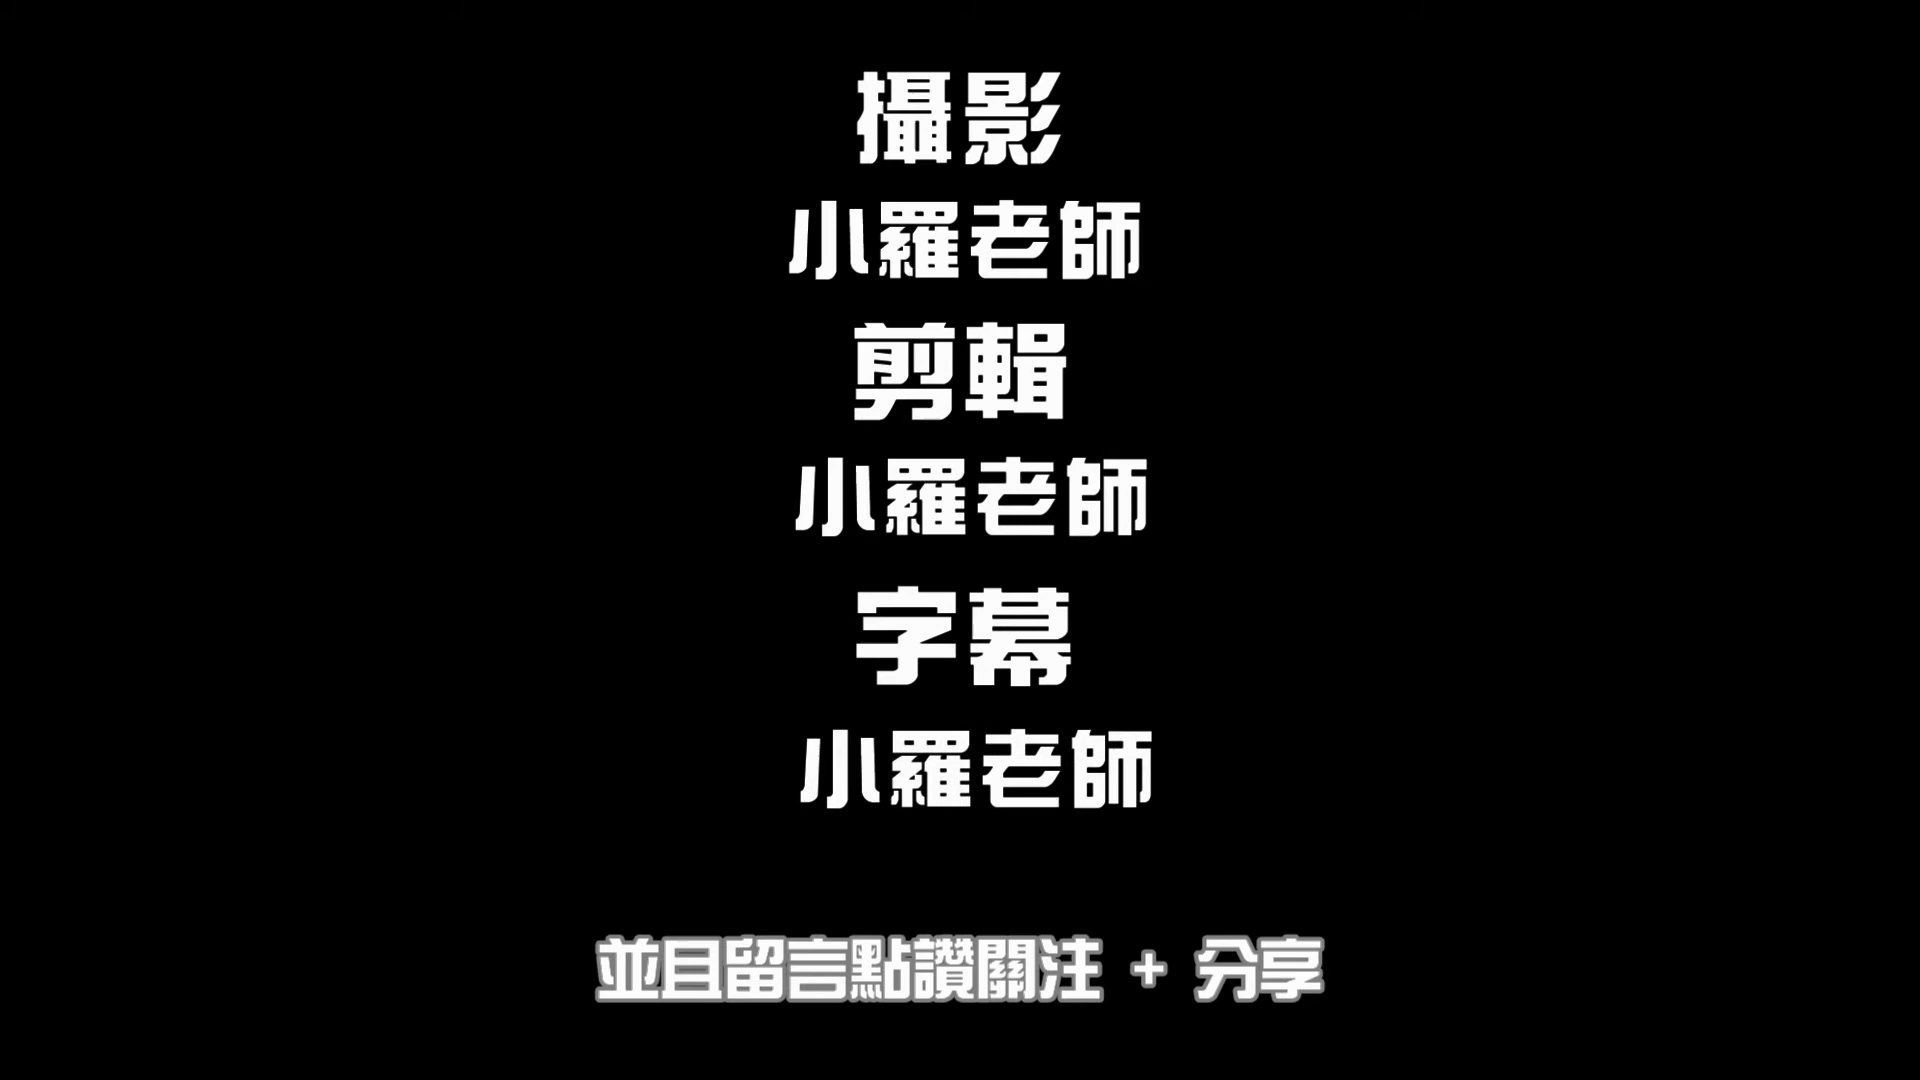 攝影
小羅老師
剪輯
小羅老師
字幕
小羅老師
並且留言點讚關注 + 分享